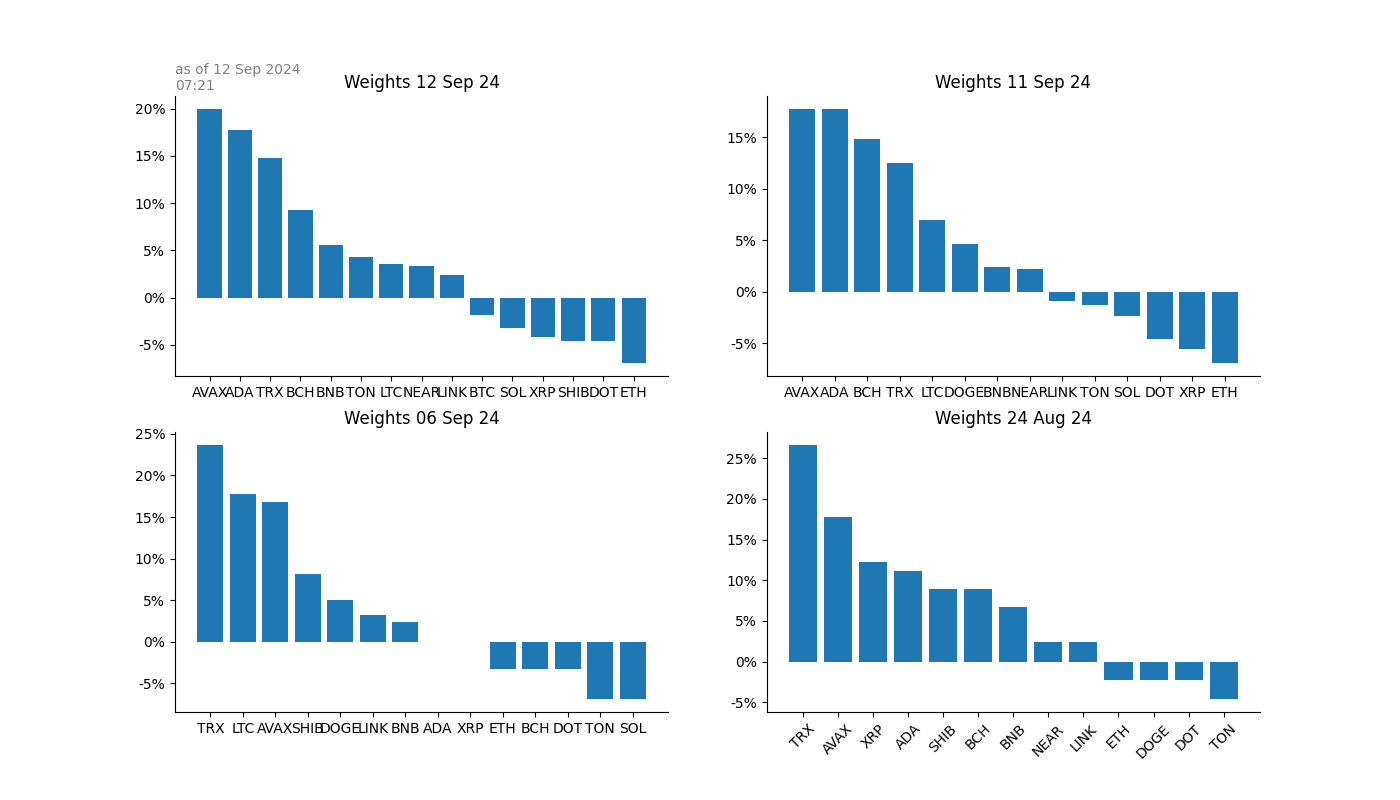 as of 12 Sep 2024
07:21
Weights 12 Sep 24
20%
15%
10%
5%
0%
-5%
AVAX ADA TRX BCH BNB TON LTC NEAR LINK BTC SOL XRP SHIB DOT ETH
Weights 11 Sep 24
15%
10%
5%
0%
-5%
AVAX ADA BCH TRX LTC DOGE BNB NEAR LINK TON SOL DOT XRP ETH
Weights 06 Sep 24
25%
20%
15%
10%
5%
0%
-5%
TRX LTC AVAX SHIB DOGE LINK BNB ADA XRP ETH BCH DOT TON SOL
Weights 24 Aug 24
25%
20%
15%
10%
5%
0%
-5%
TRX AVAX XRP ADA SHIB BCH BNB NEAR LINK ETH DOGE DOT TON